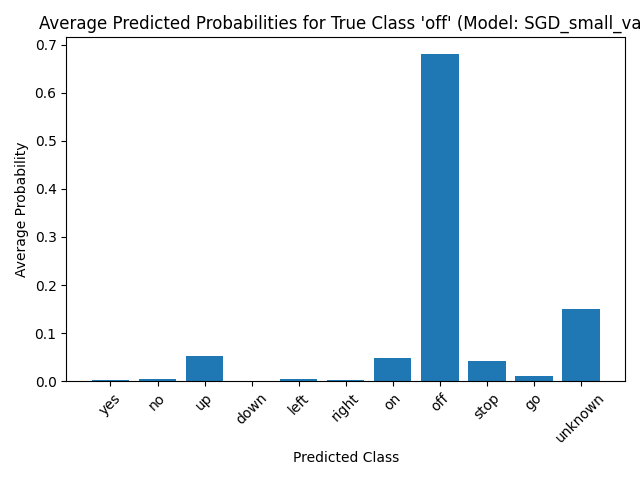 Average Predicted Probabilities for True Class 'off' (Model: SGD_small_va
0.7
0.6
0.5
0.4
0.3
0.2
0.1
0.0
Average Probability
yes
no
up
down
left
right
on
off
stop
go
unknown
Predicted Class